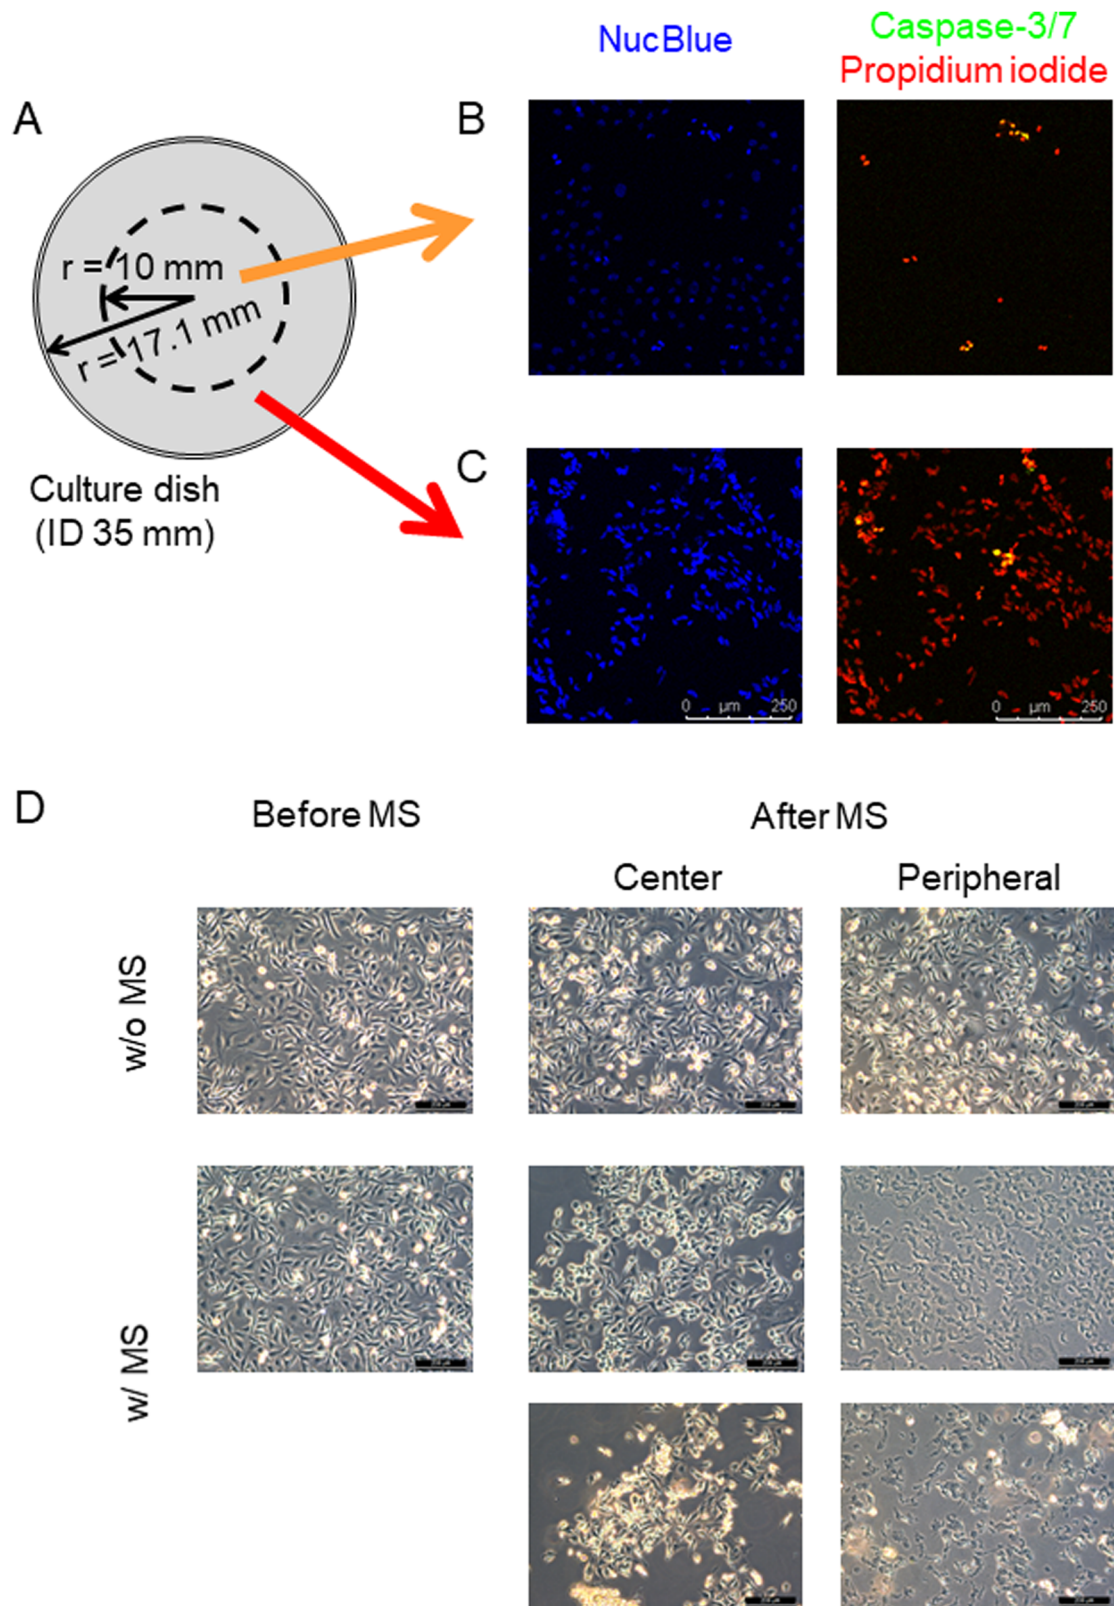 NucBlue
Caspase-3/7
Propidium iodide
A
B
r = 10 mm
r = 17.1 mm
Culture dish
(ID 35 mm)
C
0 µm 250
0 µm 250
D
Before MS
After MS
Center
Peripheral
w/o MS
w/ MS